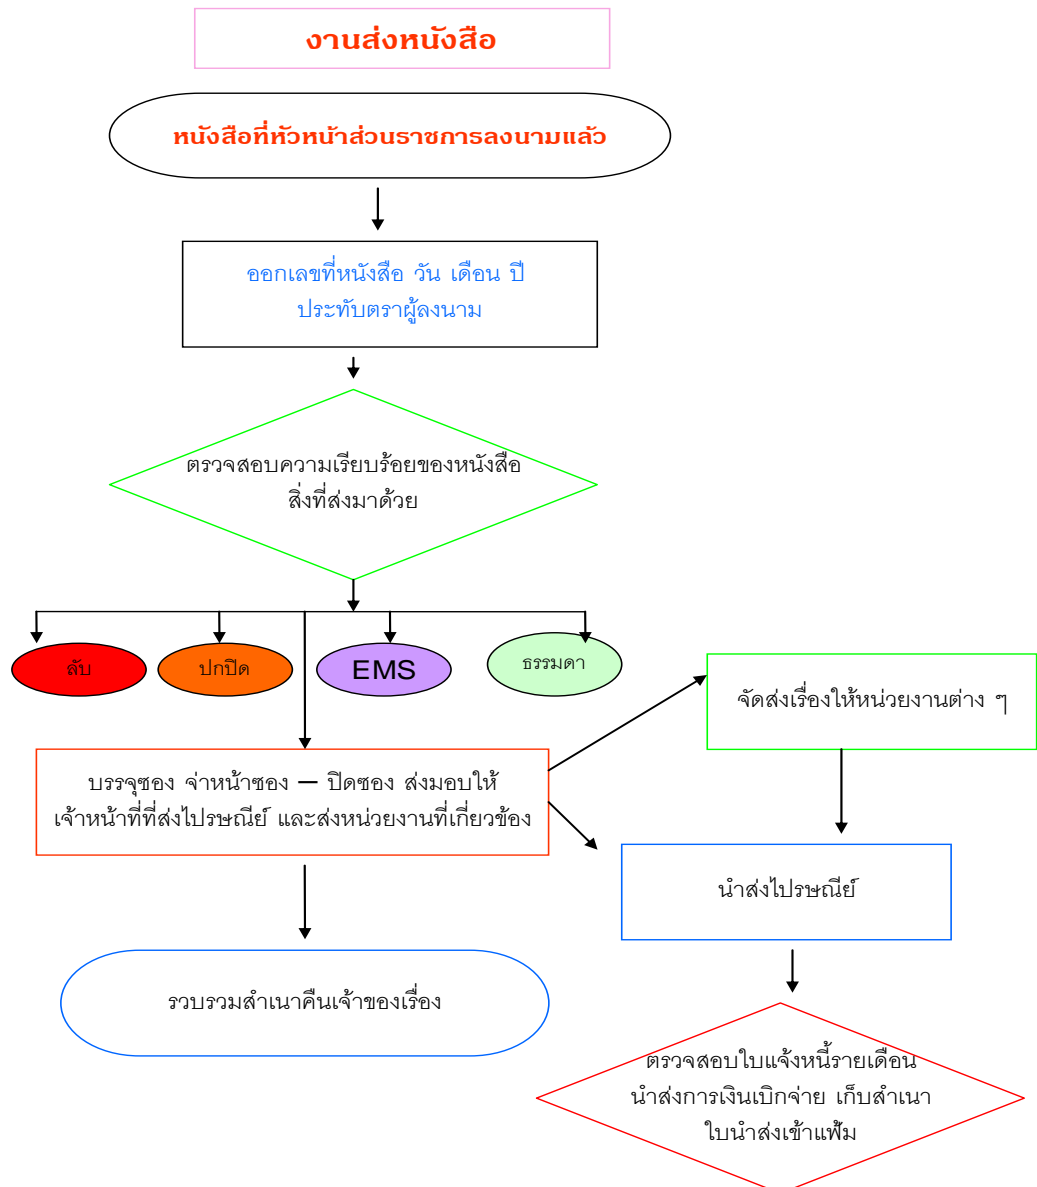 งานส่งหนังสือ
หนังสือที่หัวหน้าส่วนราชการลงนามแล้ว
ออกเลขที่หนังสือ วัน เดือน ปี
ประทับตราผู้ลงนาม
ตรวจสอบความเรียบร้อยของหนังสือ
สิ่งที่ส่งมาด้วย
ลับ
ปกปิด
EMS
ธรรมดา
จัดส่งเรื่องให้หน่วยงานต่าง ๆ
บรรจุซอง จ่าหน้าซอง – ปิดซอง ส่งมอบให้
เจ้าหน้าที่ที่ส่งไปรษณีย์ และส่งหน่วยงานที่เกี่ยวข้อง
นำส่งไปรษณีย์
รวบรวมสำเนาคืนเจ้าของเรื่อง
ตรวจสอบใบแจ้งหนี้รายเดือน
นำส่งการเงินเบิกจ่าย เก็บสำเนา
ใบนำส่งเข้าแฟ้ม